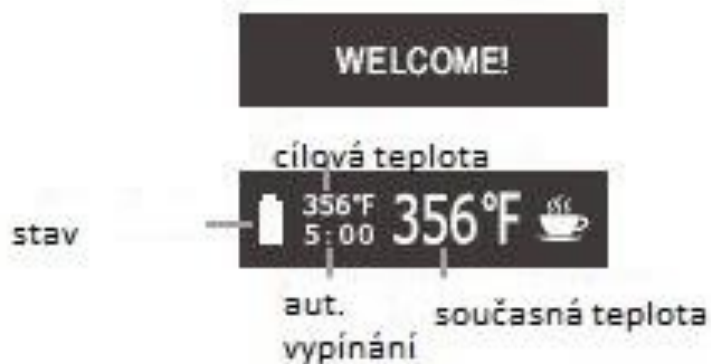 WELCOME!
cílová teplota
356°F
5:00
356°F
stav
aut.
vypínání
současná teplota